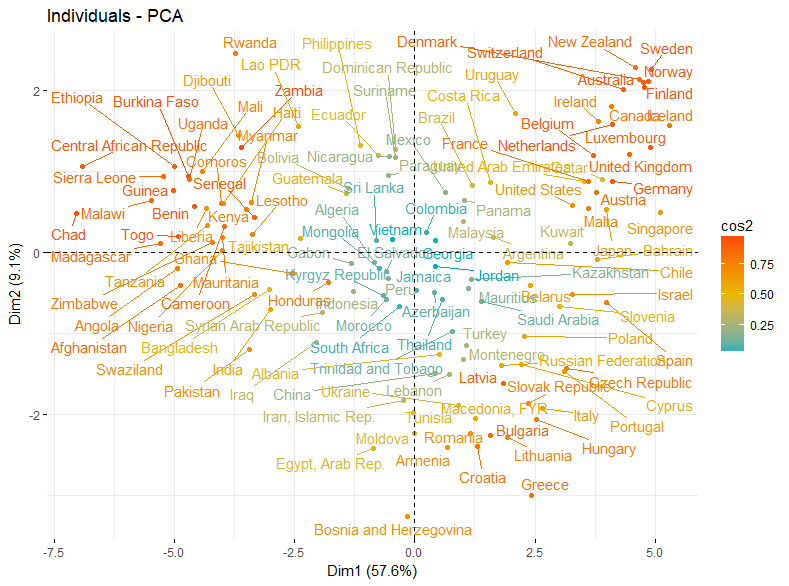 Individuals - PCA
Rwanda
Philippines
Denmark
New Zealand
Sweden
Switzerland
Lao PDR
Dominican Republic
Uruguay
Norway
Djibouti
Australia
Suriname
Zambia
Costa Rica
Finland
Ethiopia
Burkina Faso
Mali
Ireland
Haiti
Ecuador
Brazil
Canada
Iceland
Uganda
Belgium
Myanmar
Mexico
Luxembourg
Central African Republic
France
Netherlands
Comoros
Bolivia
Nicaragua
Paraguay
United Arab Emirates
Qatar
United Kingdom
Sierra Leone
Guatemala
Senegal
Sri Lanka
United States
Germany
Guinea
Lesotho
Austria
Malawi
Benin
Kenya
Algeria
Colombia
Panama
Malta
Singapore
Chad
Togo
Liberia
Mongolia
Vietnam
Malaysia
Kuwait
Tajikistan
Madagascar
Ghana
Gabon
El Salvador
Georgia
Argentina
Japan
Bahrain
Tanzania
Mauritania
Kyrgyz Republic
Jamaica
Jordan
Kazakhstan
Chile
Zimbabwe
Cameroon
Honduras
Indonesia
Peru
Mauritius
Belarus
Israel
Angola
Nigeria
Syrian Arab Republic
Morocco
Azerbaijan
Saudi Arabia
Slovenia
Afghanistan
Bangladesh
South Africa
Thailand
Turkey
Poland
Swaziland
India
Albania
Trinidad and Tobago
Montenegro
Russian Federation
Spain
Pakistan
Iraq
China
Ukraine
Lebanon
Latvia
Slovak Republic
Czech Republic
Iran, Islamic Rep.
Tunisia
Macedonia, FYR
Italy
Cyprus
Moldova
Romania
Bulgaria
Portugal
Egypt, Arab Rep.
Armenia
Lithuania
Hungary
Croatia
Greece
Bosnia and Herzegovina
2
0
-2
Dim2 (9.1%)
-7.5
-5.0
-2.5
0.0
2.5
5.0
Dim1 (57.6%)
cos2
0.75
0.50
0.25